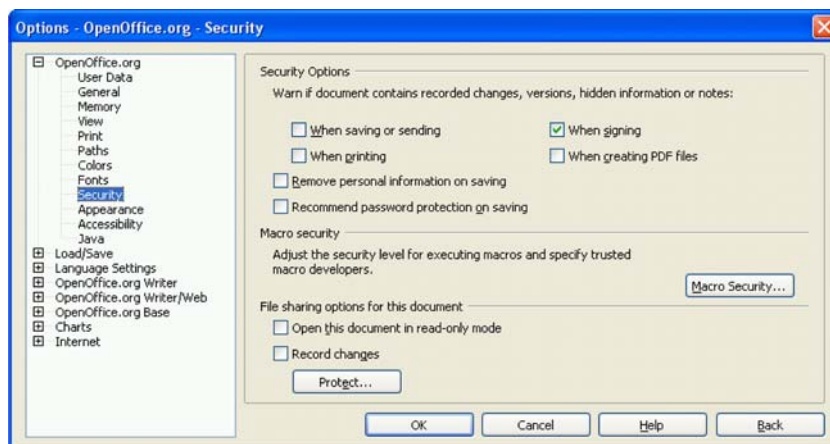 Options - OpenOffice.org - Security
OpenOffice.org
User Data
General
Memory
View
Print
Paths
Colors
Fonts
Security
Appearance
Accessibility
Java
Load/Save
Language Settings
OpenOffice.org Writer
OpenOffice.org Writer/Web
OpenOffice.org Base
Charts
Internet
Security Options
Warn if document contains recorded changes, versions, hidden information or notes:
When saving or sending
When signing
When printing
When creating PDF files
Remove personal information on saving
Recommend password protection on saving
Macro security
Adjust the security level for executing macros and specify trusted
macro developers.
Macro Security...
File sharing options for this document
Open this document in read-only mode
Record changes
Protect...
OK
Cancel
Help
Back